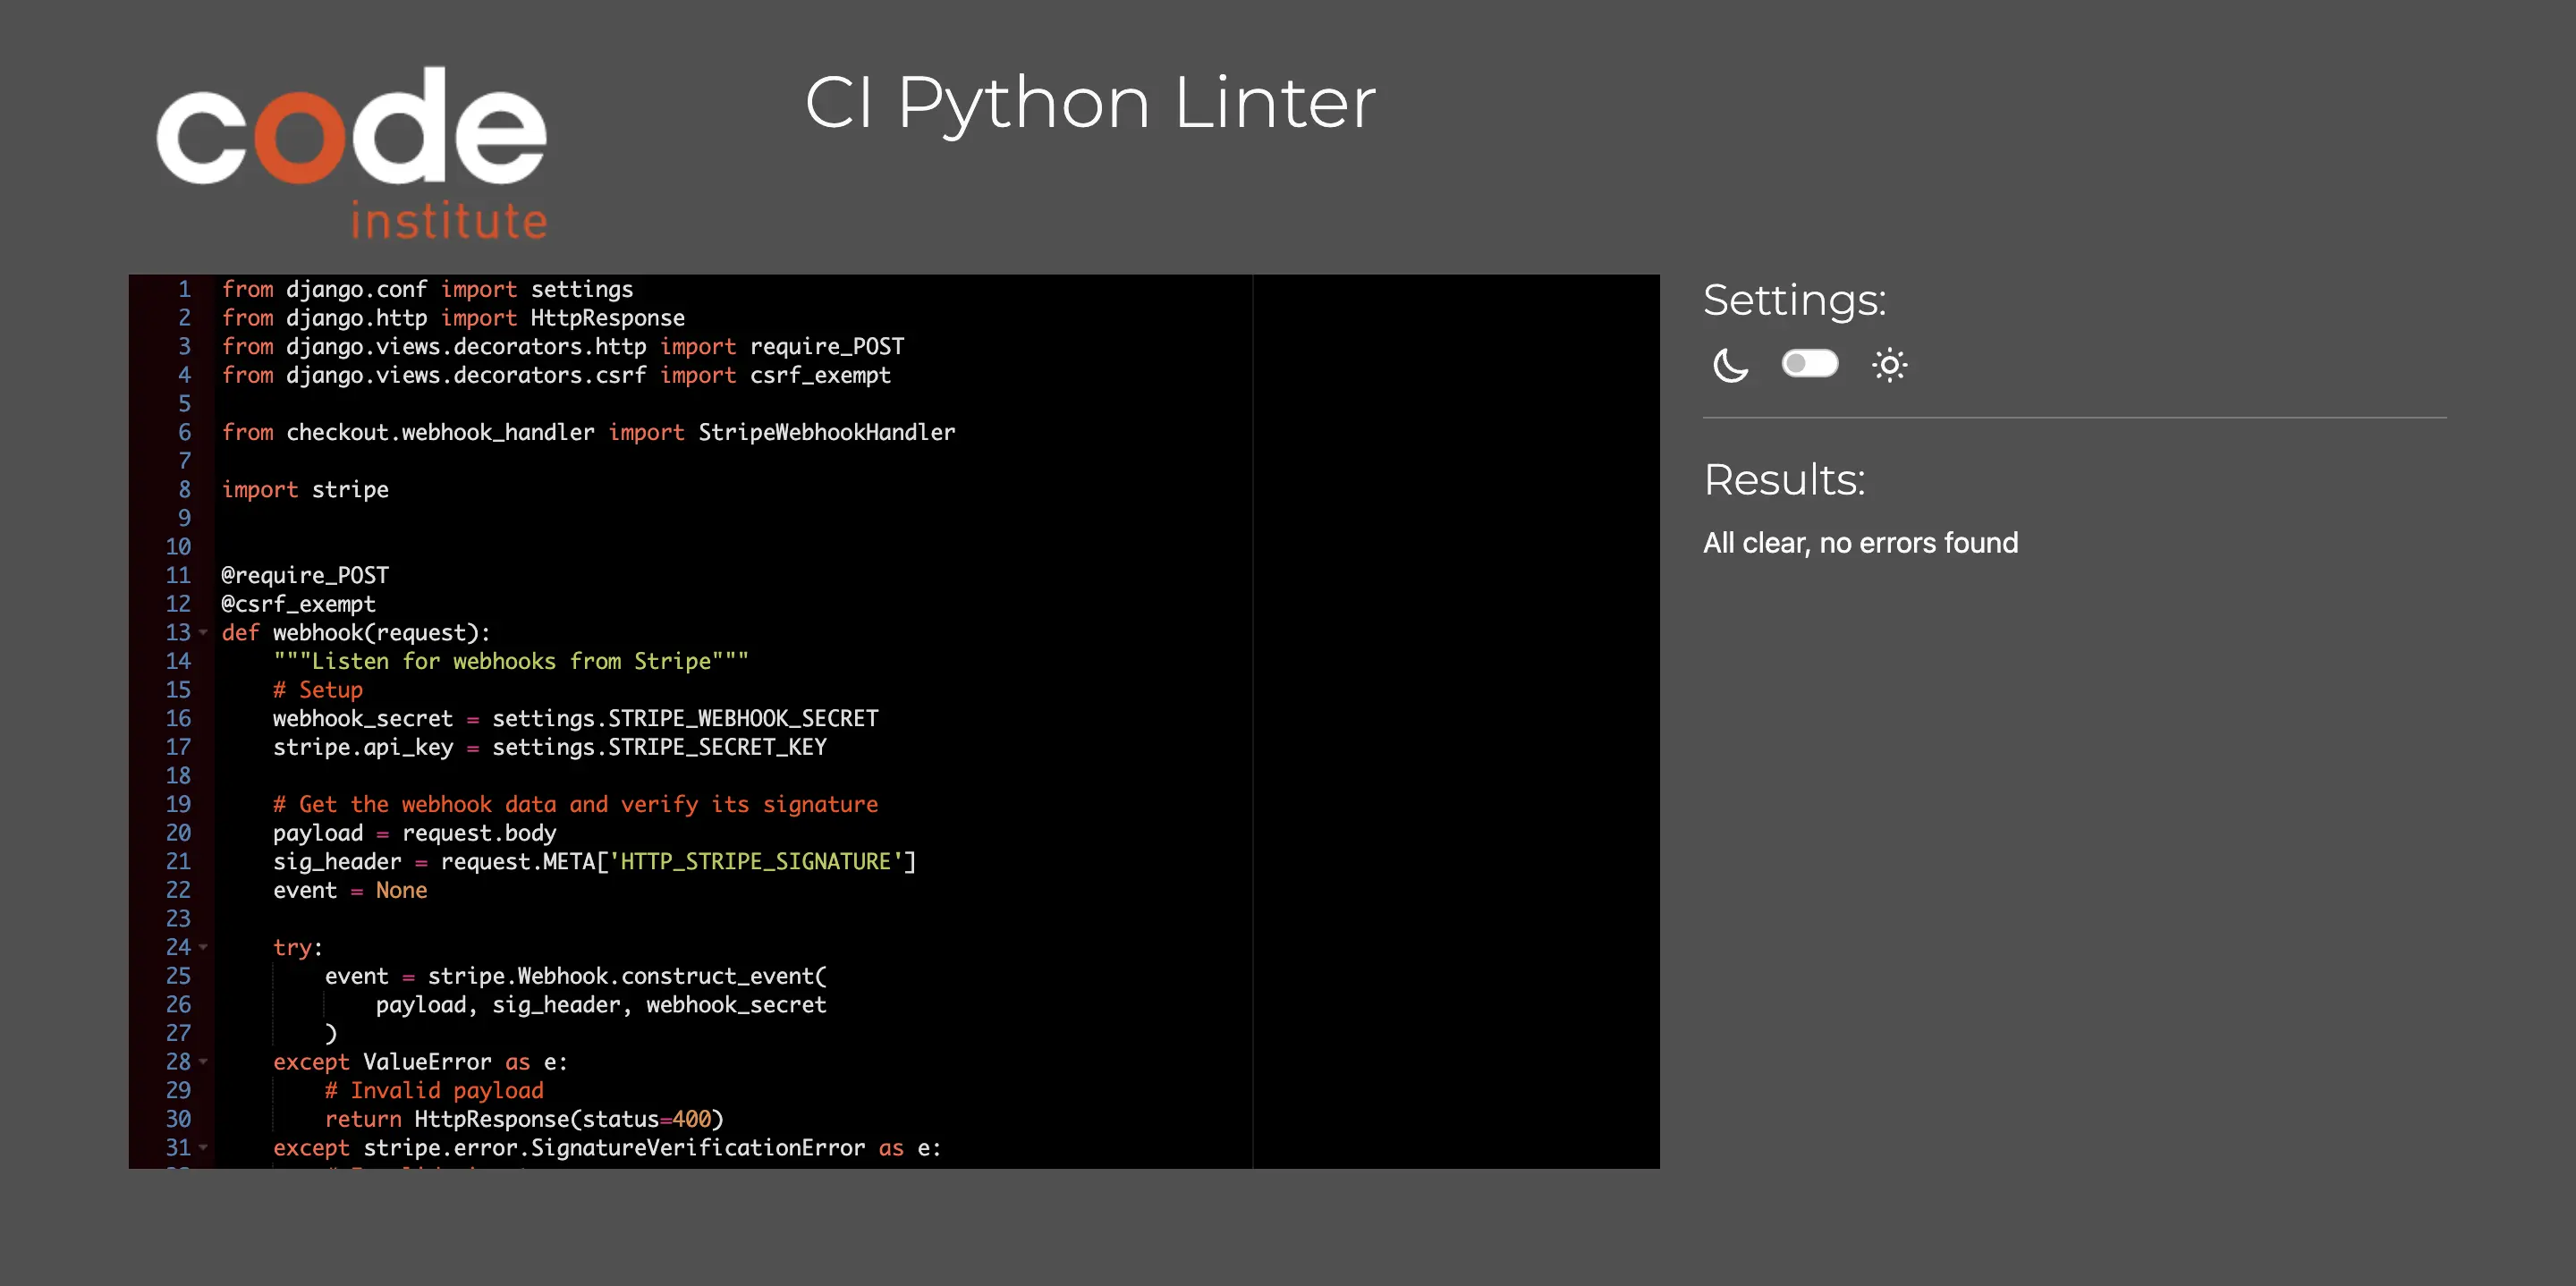 code
institute
CI Python Linter
1 from django.conf import settings
2 from django.http import HttpResponse
3 from django.views.decorators.http import require_POST
4 from django.views.decorators.csrf import csrf_exempt
5
6 from checkout.webhook_handler import StripeWebhookHandler
7
8 import stripe
9
10
11 @require_POST
12 @csrf_exempt
13 def webhook(request):
14     """Listen for webhooks from Stripe"""
15     # Setup
16     webhook_secret = settings.STRIPE_WEBHOOK_SECRET
17     stripe.api_key = settings.STRIPE_SECRET_KEY
18
19     # Get the webhook data and verify its signature
20     payload = request.body
21     sig_header = request.META['HTTP_STRIPE_SIGNATURE']
22     event = None
23
24     try:
25         event = stripe.Webhook.construct_event(
26             payload, sig_header, webhook_secret
27         )
28     except ValueError as e:
29         # Invalid payload
30         return HttpResponse(status=400)
31     except stripe.error.SignatureVerificationError as e:
Settings:
Results:
All clear, no errors found